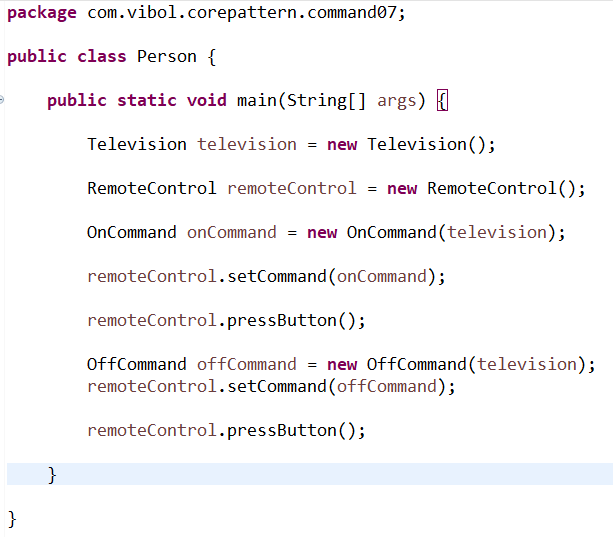 package com.vibol.corepattern.command07;
public class Person {
public static void main(String[] args) {
Television television = new Television();
RemoteControl remoteControl = new RemoteControl();
OnCommand onCommand = new OnCommand(television);
remoteControl.setCommand(onCommand);
remoteControl.pressButton();
OffCommand offCommand = new OffCommand(television);
remoteControl.setCommand(offCommand);
remoteControl.pressButton();
}
}